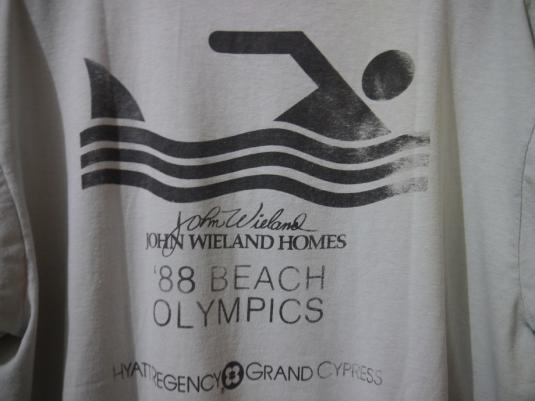 John Wieland
JOHN WIELAND HOMES
'88 BEACH
OLYMPICS
HYATT REGENCY GRAND CYPRESS